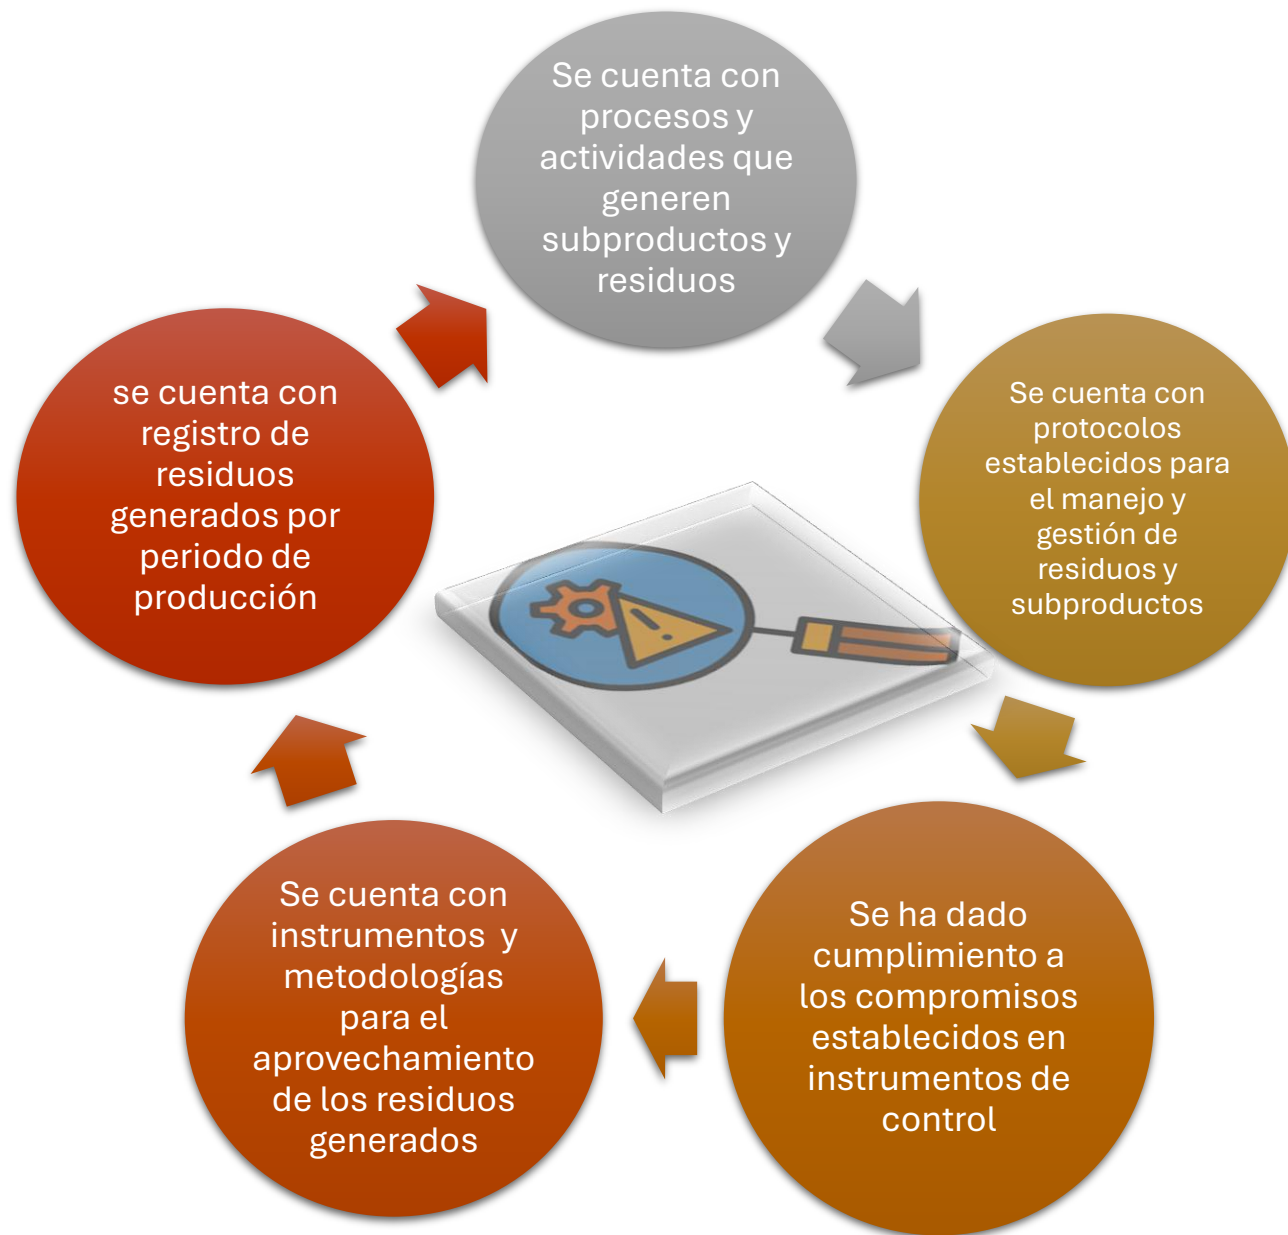 Se cuenta con
procesos y
actividades que
generen
subproductos y
residuos
Se cuenta con
protocolos
establecidos para
el manejo y
gestión de
residuos y
subproductos
Se ha dado
cumplimiento a
los compromisos
establecidos en
instrumentos de
control
Se cuenta con
instrumentos y
metodologías
para el
aprovechamiento
de los residuos
generados
se cuenta con
registro de
residuos
generados por
periodo de
producción